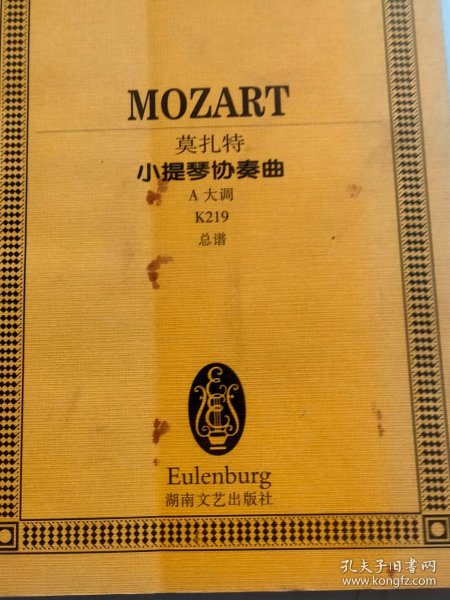 MOZART
莫扎特
小提琴协奏曲
A 大调
K219
总谱
Eulenburg
湖南文艺出版社
孔夫子旧书网
www.kongfz.com